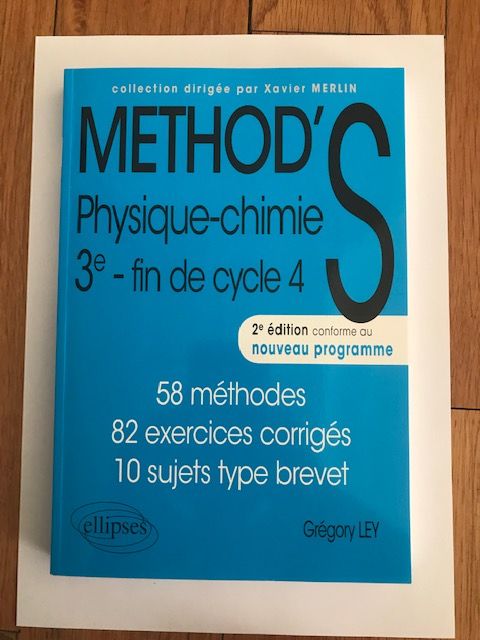 collection dirigée par Xavier MERLIN
METHOD'S
Physique-chimie
3e - fin de cycle 4
2e édition conforme au
nouveau programme
58 méthodes
82 exercices corrigés
10 sujets type brevet
ellipses
Grégory LEY